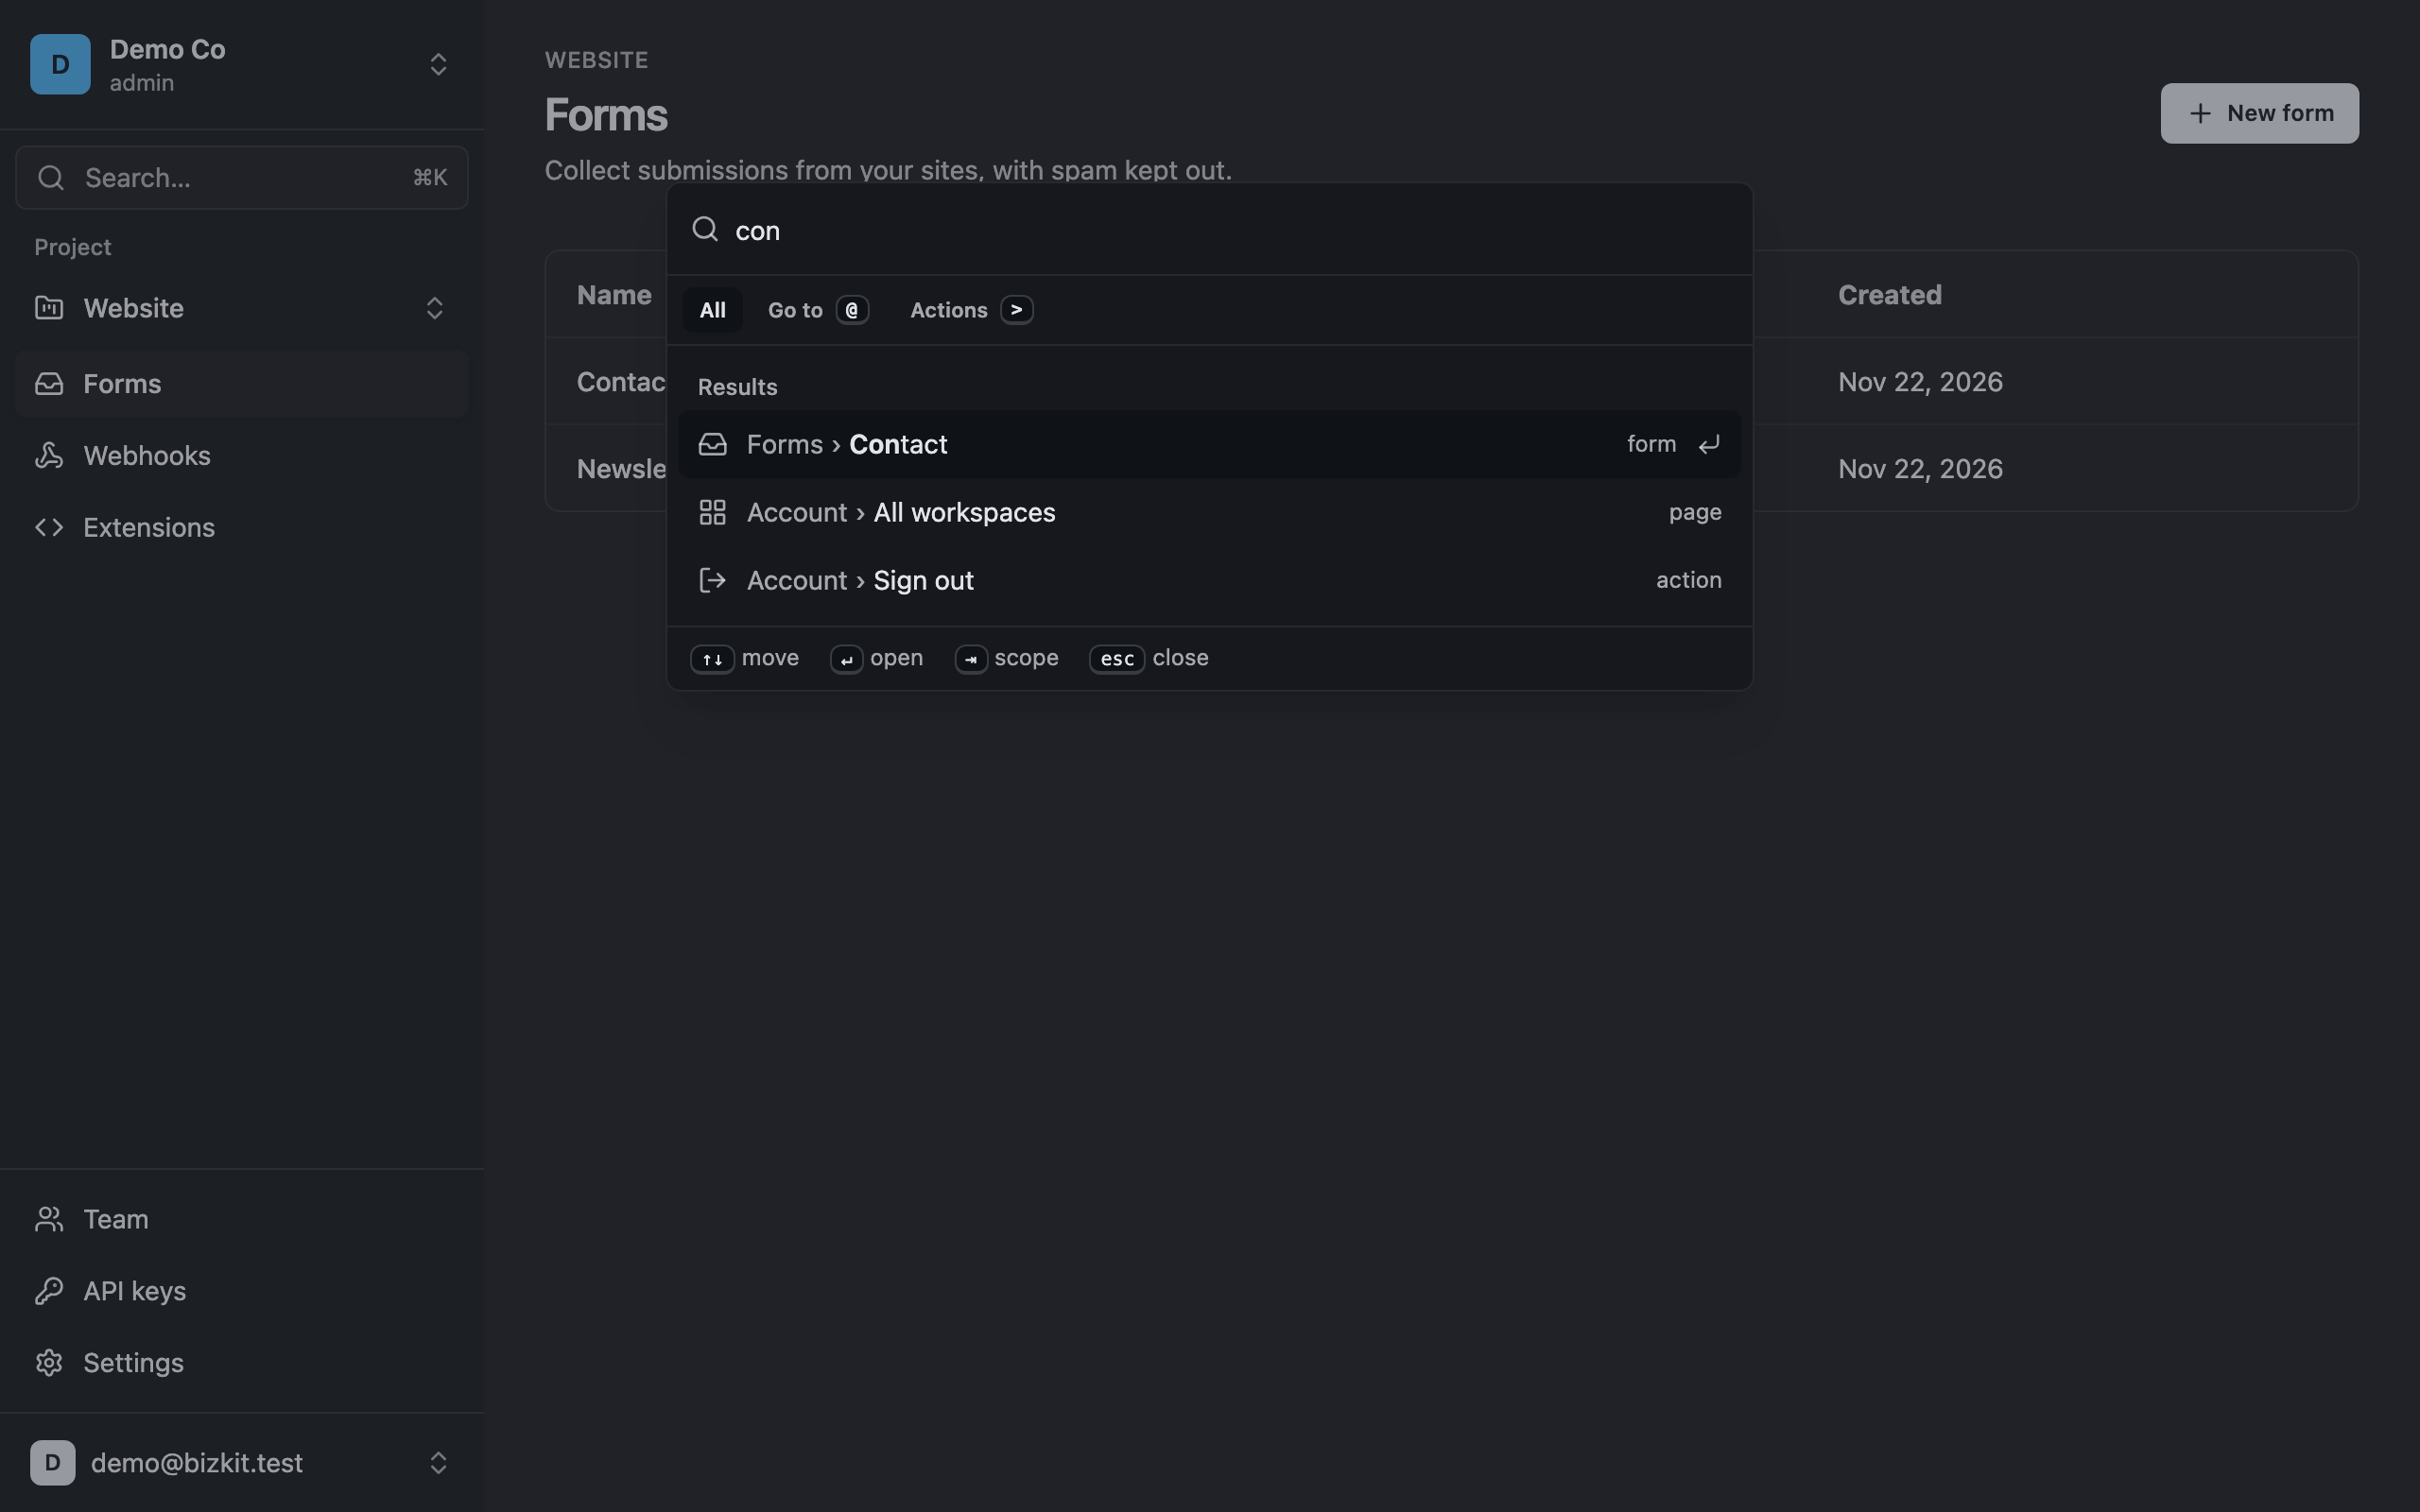 D
Demo Co
admin
Search...
⌘K
Project
Website
Forms
Webhooks
Extensions
Team
API keys
Settings
D
demo@bizkit.test
WEBSITE
Forms
Collect submissions from your sites, with spam kept out.
+ New form
Name
Created
Contac
Nov 22, 2026
Newsle
Nov 22, 2026
con
All
Go to @
Actions >
Results
Forms › Contact
form
Account › All workspaces
page
Account › Sign out
action
↑↓ move
↵ open
⇥ scope
esc close